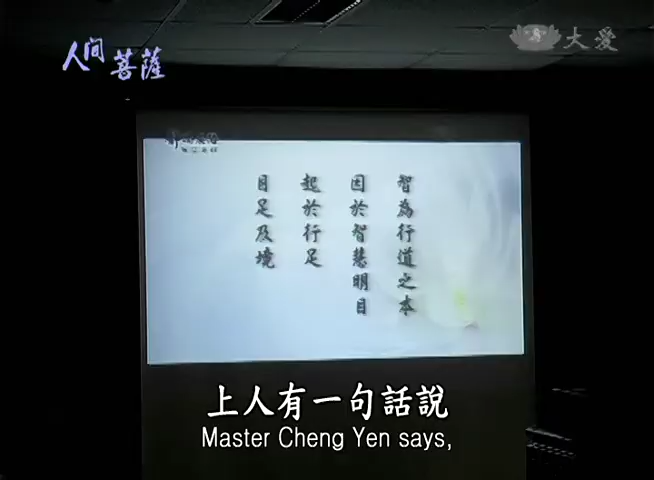 人间菩薩
大愛
智為行道之本
因於智慧明目
起於行足
目足及境
上人有一句話說
Master Cheng Yen says,